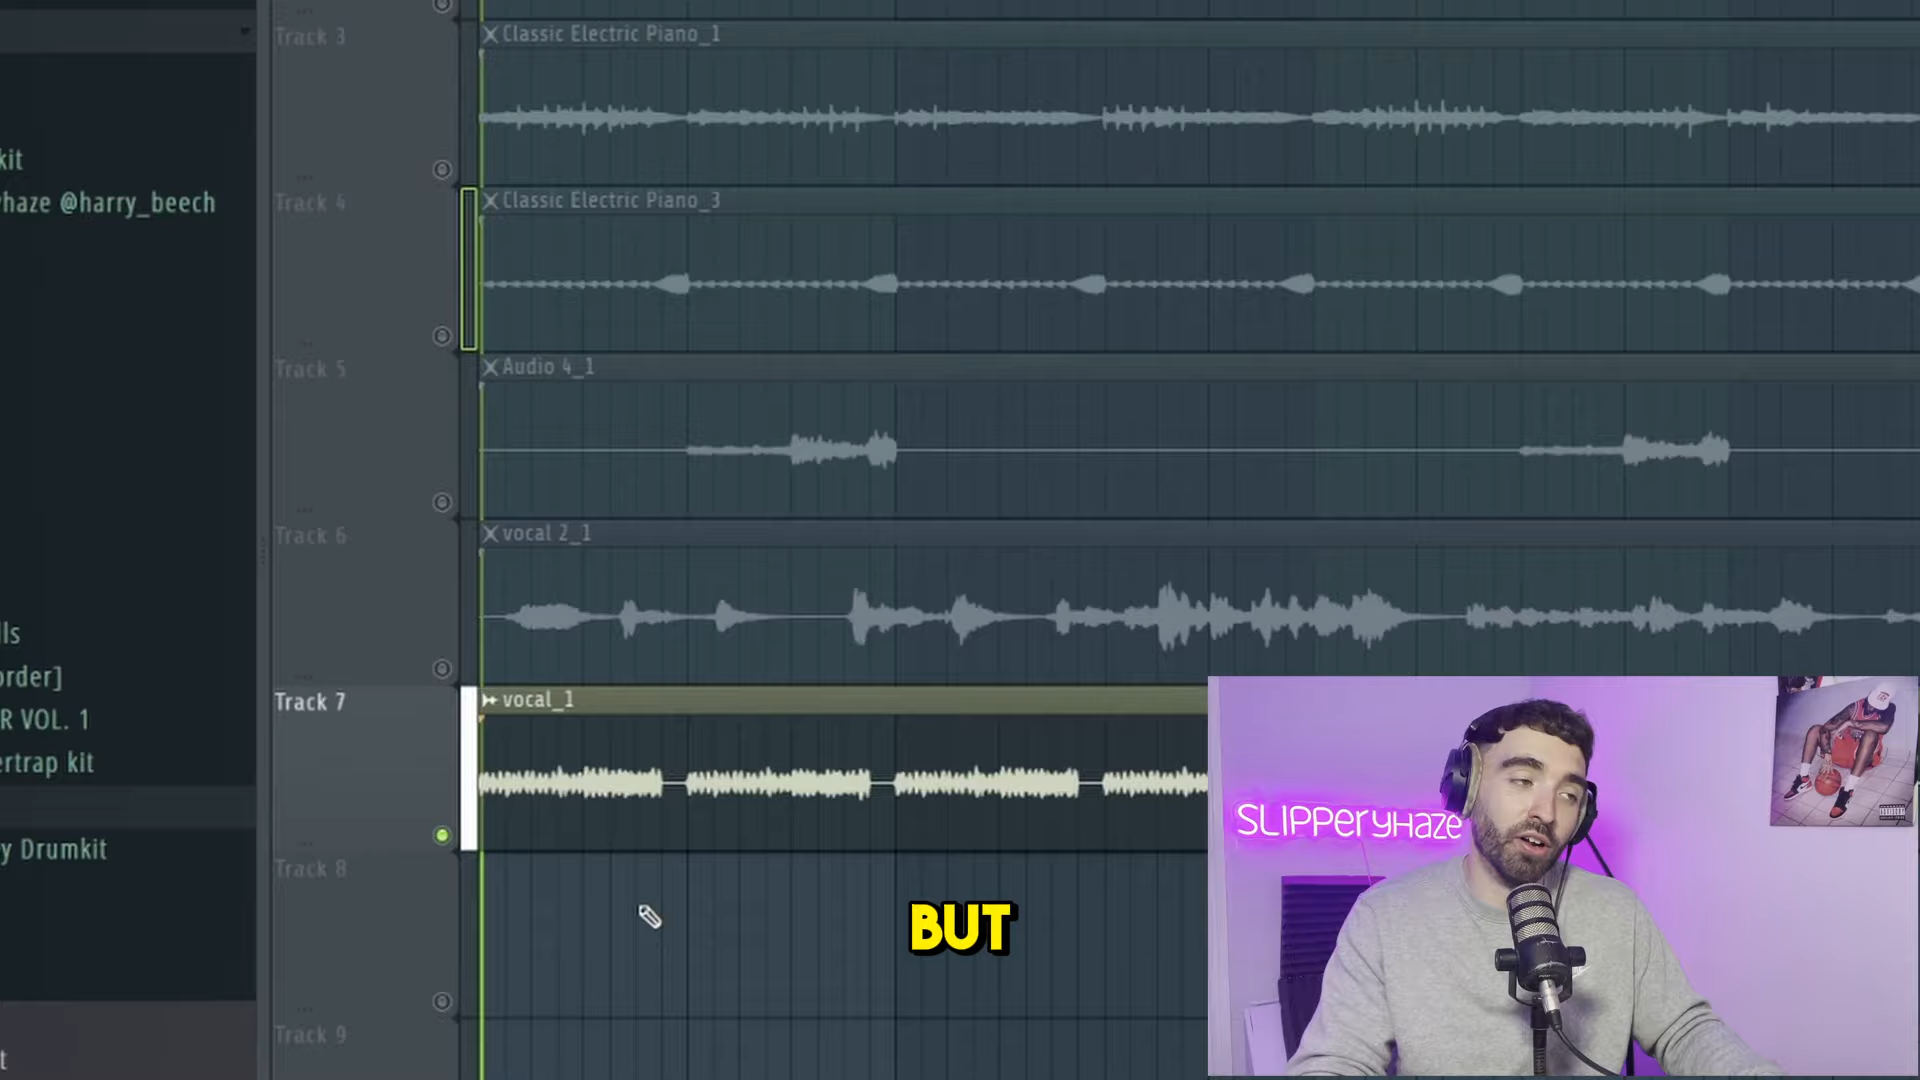 kit
haze @harry_beech
lls
order]
R VOL. 1
ertrap kit
y Drumkit
t
Track 3
Classic Electric Piano_1
Track 4
Classic Electric Piano_3
Track 5
Audio 4_1
Track 6
vocal 2_1
Track 7
vocal_1
Track 8
Track 9
BUT
SLIPPERYHAZE